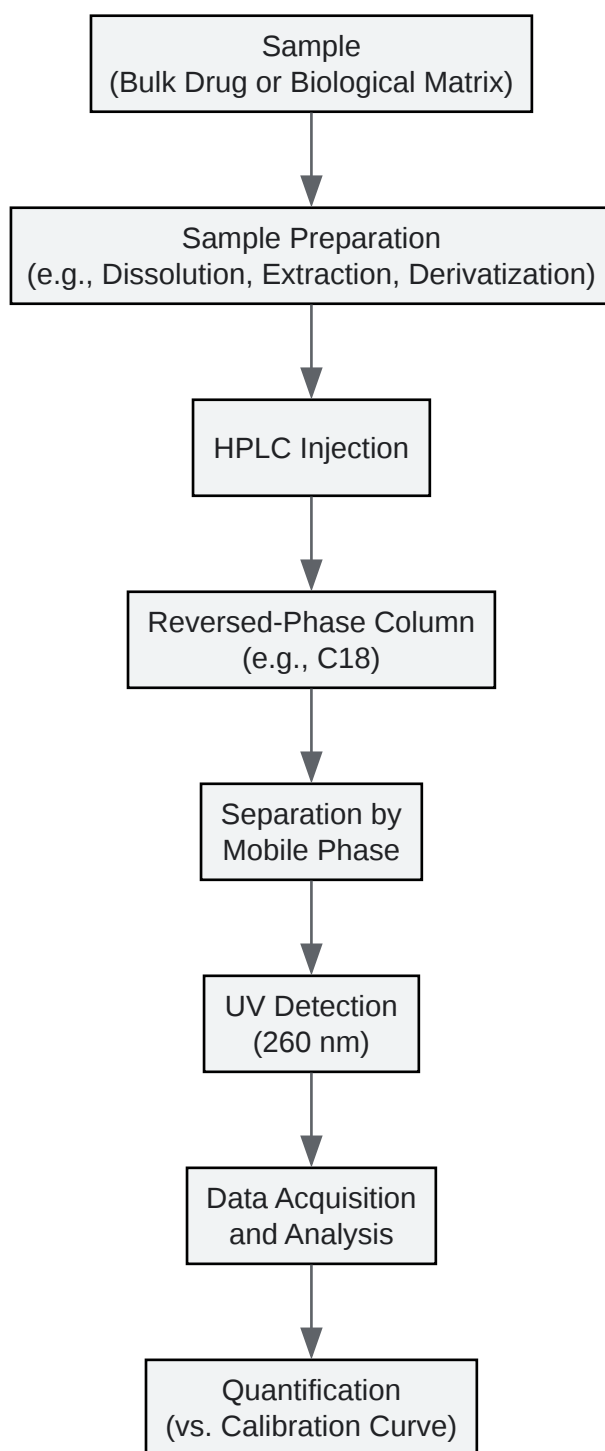 Sample
(Bulk Drug or Biological Matrix)
Sample Preparation
(e.g., Dissolution, Extraction, Derivatization)
HPLC Injection
Reversed-Phase Column
(e.g., C18)
Separation by
Mobile Phase
UV Detection
(260 nm)
Data Acquisition
and Analysis
Quantification
(vs. Calibration Curve)